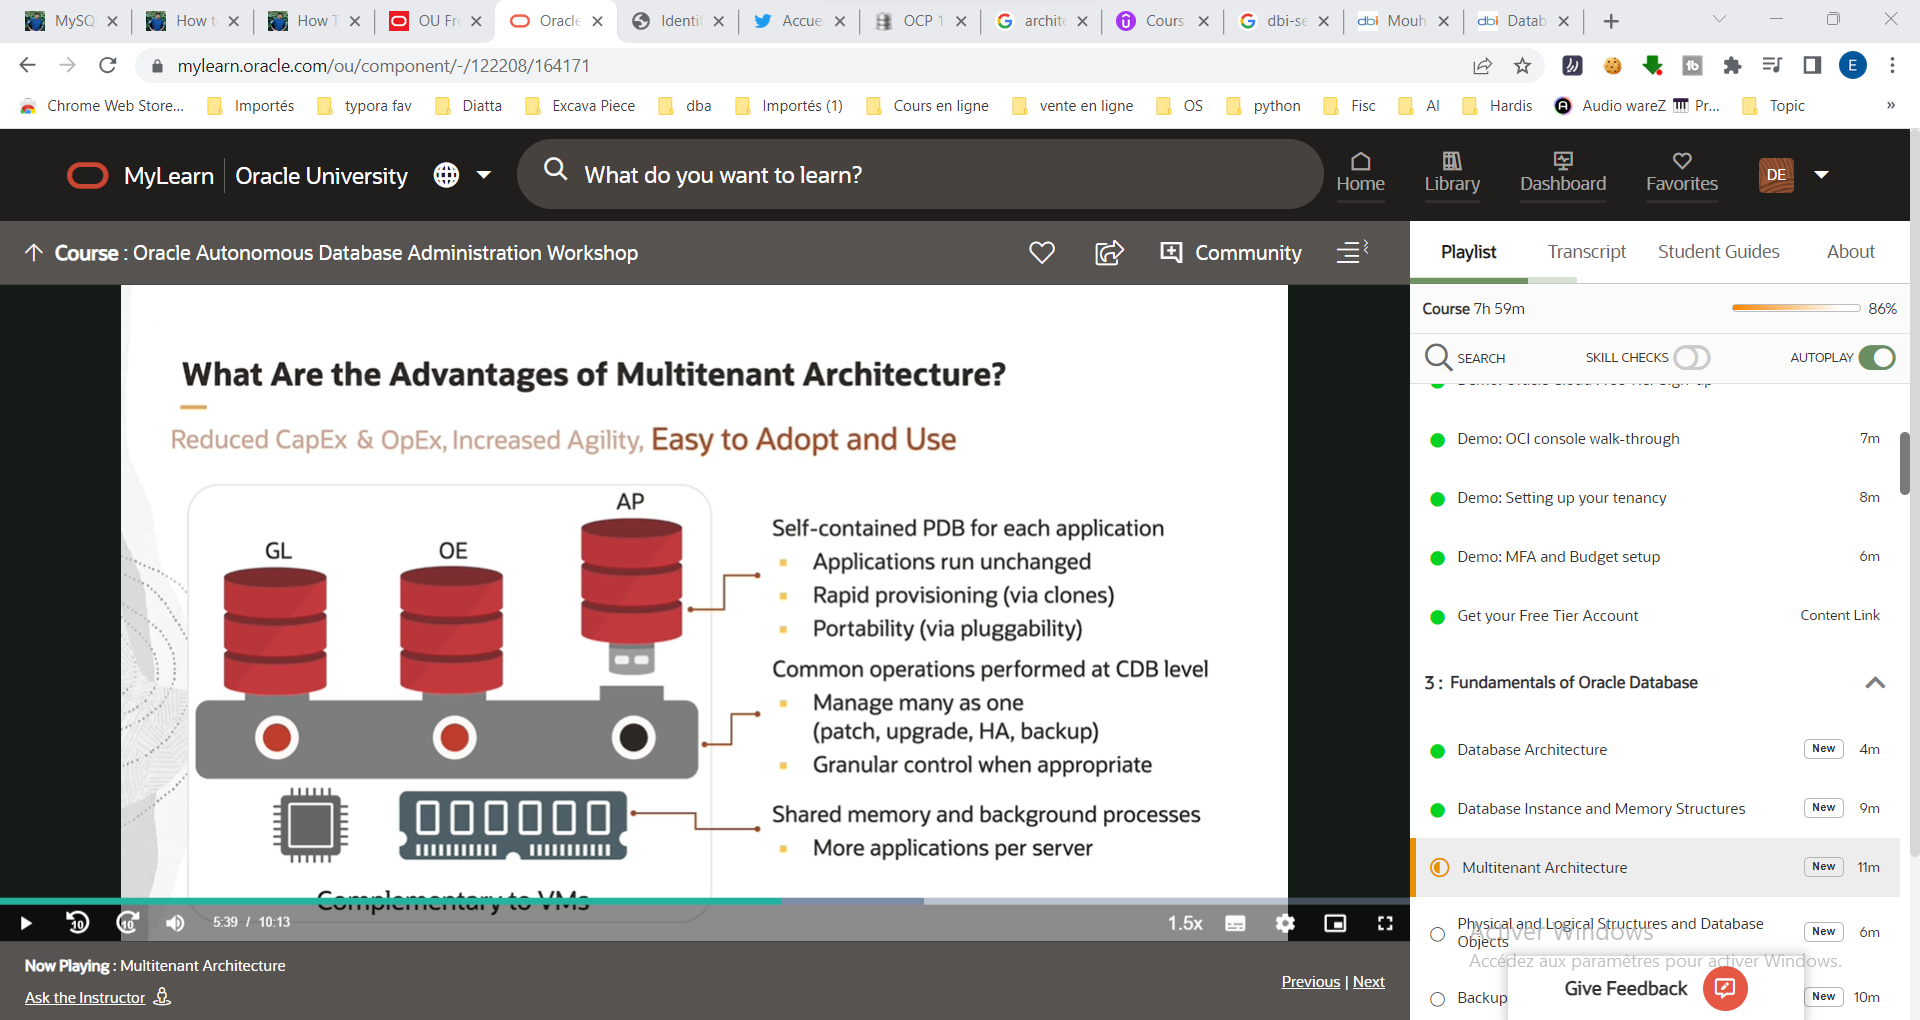 MySQ
How t
How T
OU Fre
Oracle
Identif
Accue
OCP 1
archite
Cours
dbi-se
Mouh
Datab
mylearn.oracle.com/ou/component/-/122208/164171
E
Chrome Web Store...
Importés
typora fav
Diatta
Excava Piece
dba
Importés (1)
Cours en ligne
vente en ligne
OS
python
Fisc
AI
Hardis
Audio wareZ
Pr...
Topic
»
MyLearn
Oracle University
What do you want to learn?
Home
Library
Dashboard
Favorites
DE
Course : Oracle Autonomous Database Administration Workshop
Community
What Are the Advantages of Multitenant Architecture?
Reduced CapEx & OpEx, Increased Agility, Easy to Adopt and Use
GL
OE
AP
Self-contained PDB for each application
Applications run unchanged
Rapid provisioning (via clones)
Portability (via pluggability)
Common operations performed at CDB level
Manage many as one
(patch, upgrade, HA, backup)
Granular control when appropriate
Shared memory and background processes
More applications per server
Complementary to VMs
10
10
5:39 / 10:13
1.5x
Now Playing : Multitenant Architecture
Ask the Instructor
Previous | Next
Playlist
Transcript
Student Guides
About
Course 7h 59m
86%
SEARCH
SKILL CHECKS
AUTOPLAY
Demo: Oracle Cloud Free Tier Sign-up
Demo: OCI console walk-through
7m
Demo: Setting up your tenancy
8m
Demo: MFA and Budget setup
6m
Get your Free Tier Account
Content Link
3 : Fundamentals of Oracle Database
Database Architecture
New
4m
Database Instance and Memory Structures
New
9m
Multitenant Architecture
New
11m
Physical and Logical Structures and Database
Objects
New
6m
Activer Windows
Accédez aux paramètres pour activer Windows.
Backup
New
10m
Give Feedback